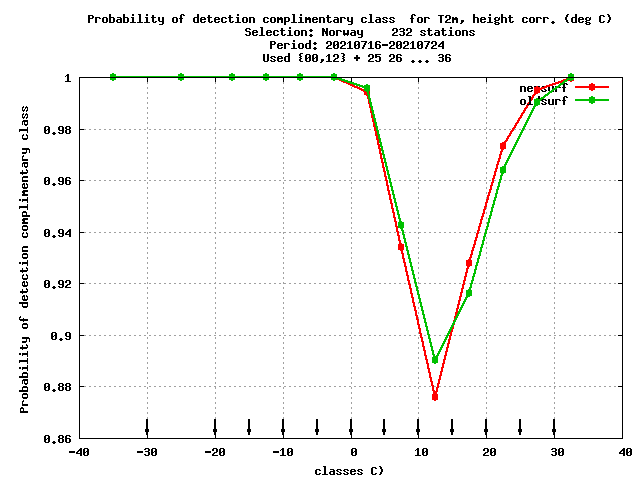 Probability of detection complimentary class for T2m, height corr. (deg C)
Selection: Norway 232 stations
Period: 20210716-20210724
Used {00,12} + 25 26 ... 36
Probability of detection complimentary class
1
0,98
0,96
0,94
0,92
0,9
0,88
0,86
newsurf
oldsurf
-40 -30 -20 -10 0 10 20 30 40
classes C)